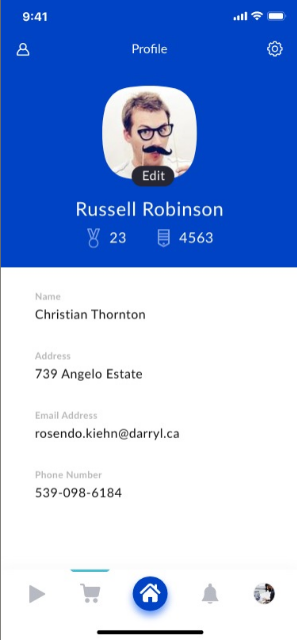 9:41
Profile
Edit
Russell Robinson
23 4563
Name
Christian Thornton
Address
739 Angelo Estate
Email Address
rosendo.kiehn@darryl.ca
Phone Number
539-098-6184